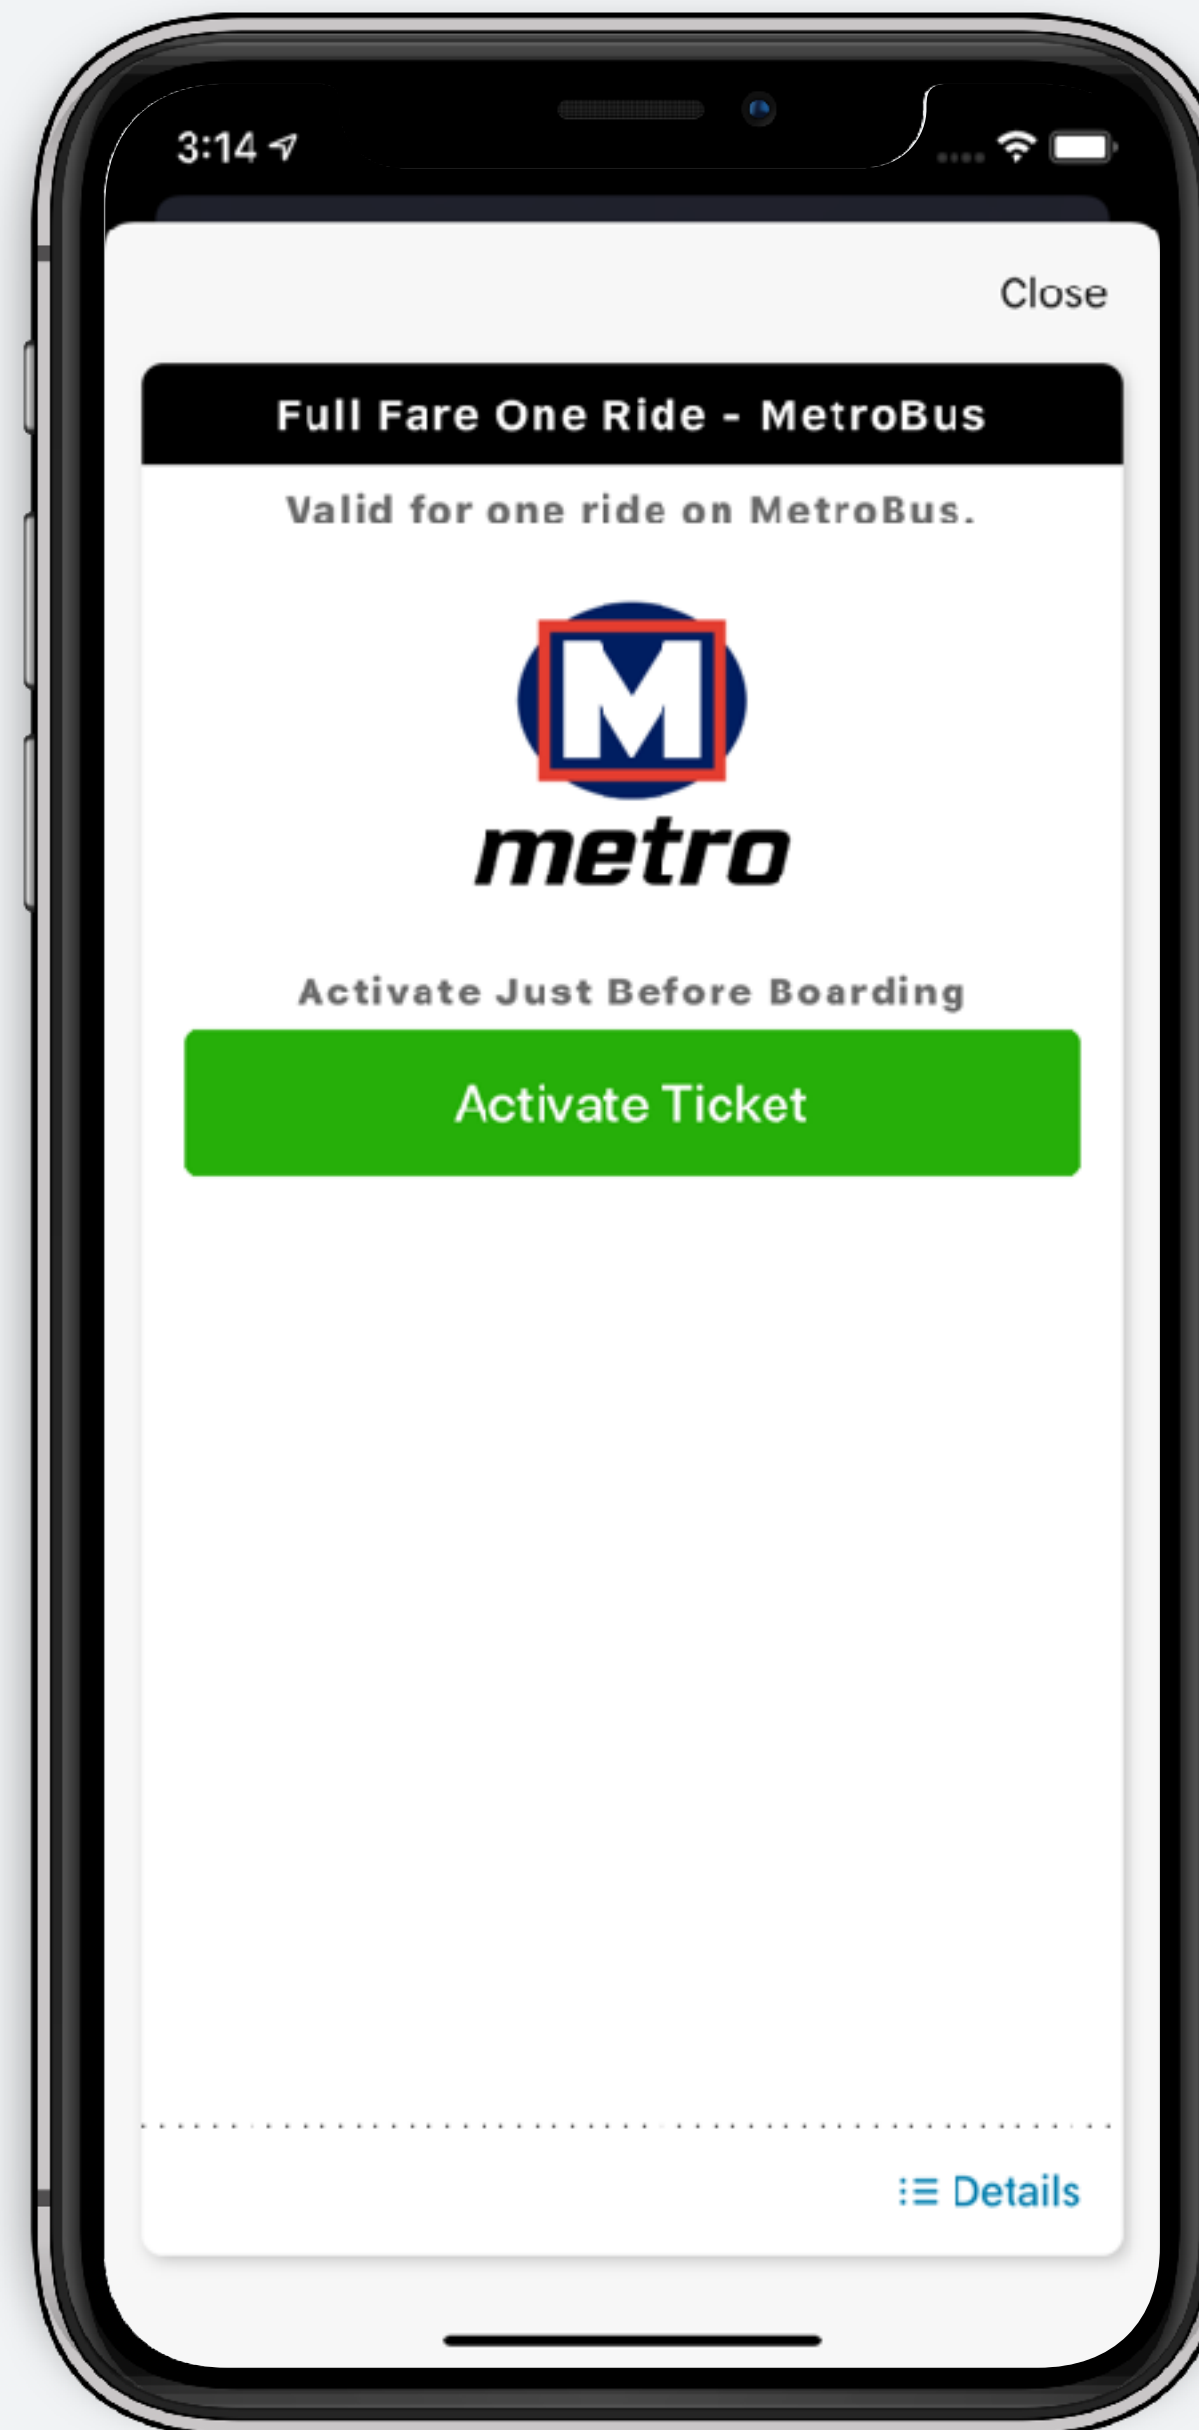 3:14
Close
Full Fare One Ride - MetroBus
Valid for one ride on MetroBus.
M
metro
Activate Just Before Boarding
Activate Ticket
Details